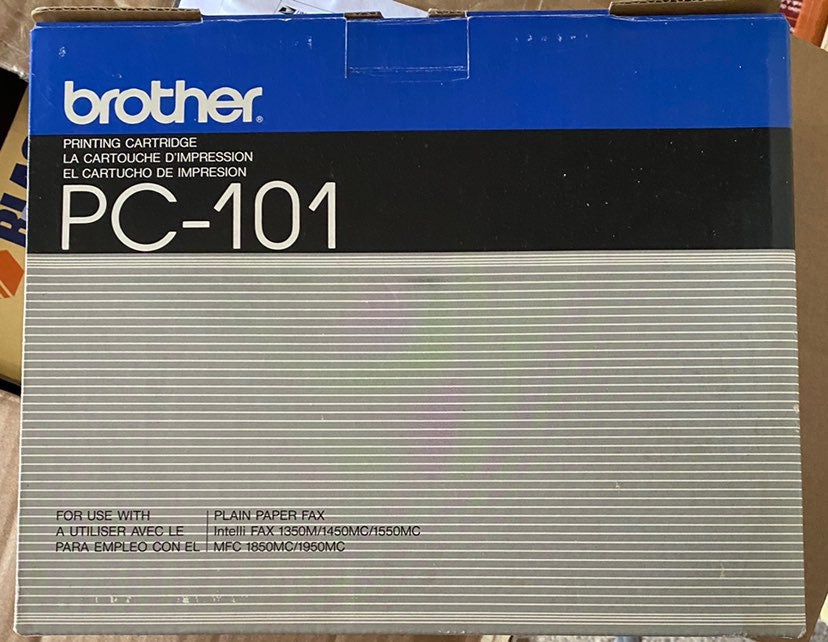 brother®
PRINTING CARTRIDGE
LA CARTOUCHE D'IMPRESSION
EL CARTUCHO DE IMPRESION
PC-101
FOR USE WITH
A UTILISER AVEC LE
PARA EMPLEO CON EL
PLAIN PAPER FAX
Intelli FAX 1350M/1450MC/1550MC
MFC 1850MC/1950MC